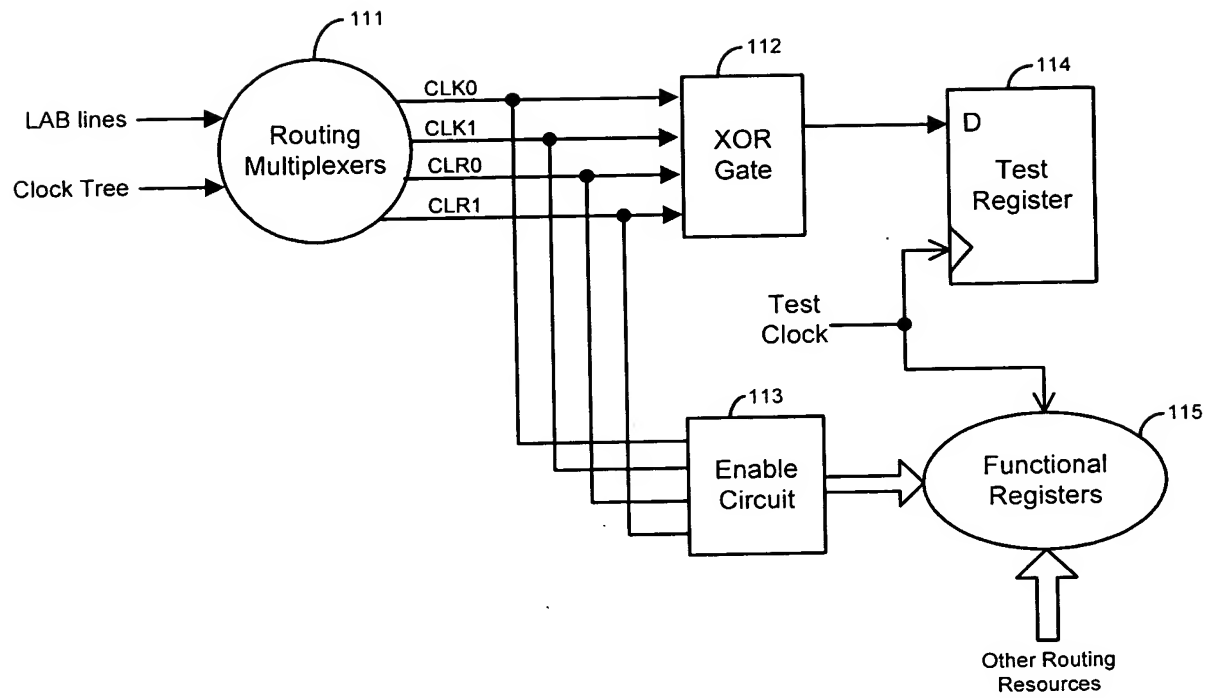 111
LAB lines
Clock Tree
Routing
Multiplexers
CLK0
CLK1
CLR0
CLR1
112
XOR
Gate
114
D
Test
Register
Test
Clock
113
Enable
Circuit
115
Functional
Registers
Other Routing
Resources